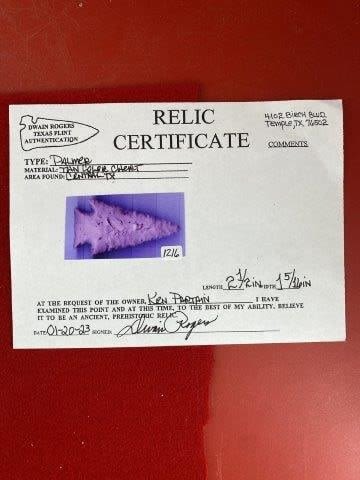 DWAIN ROGERS
TEXAS FLINT
AUTHENTICATION
RELIC
CERTIFICATE
4102 BIRCH BLVD
TEMPLE, TX, 76502
COMMENTS:
TYPE: PALMER
MATERIAL: TAN CHERT
AREA FOUND: CENTRAL TX
1216
LENGTH 2 1/2 in. IDTH 1 5/16 in
AT THE REQUEST OF THE OWNER, KEN PARTAIN I HAVE
EXAMINED THIS POINT AND AT THIS TIME, TO THE BEST OF MY ABILITY, BELIEVE
IT TO BE AN ANCIENT, PREHISTORIC RELIC
DATE 01-20-23 SIGNED: Dwain Rogers